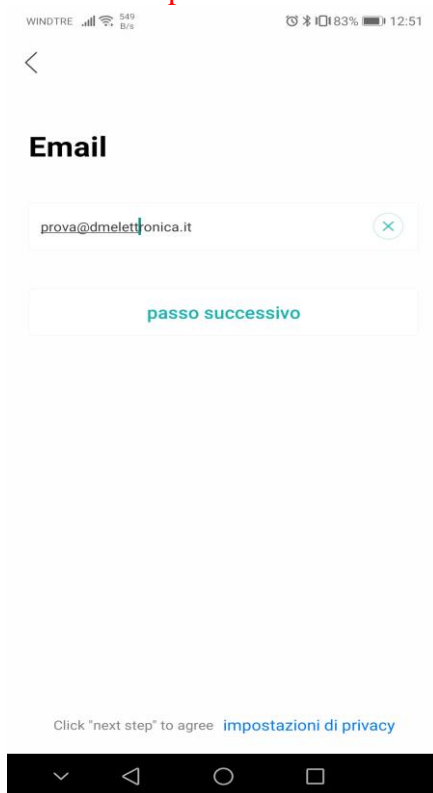 WINDTRE 549 B/s 83% 12:51
Email
prova@dmelettronica.it
passo successivo
Click "next step" to agree impostazioni di privacy